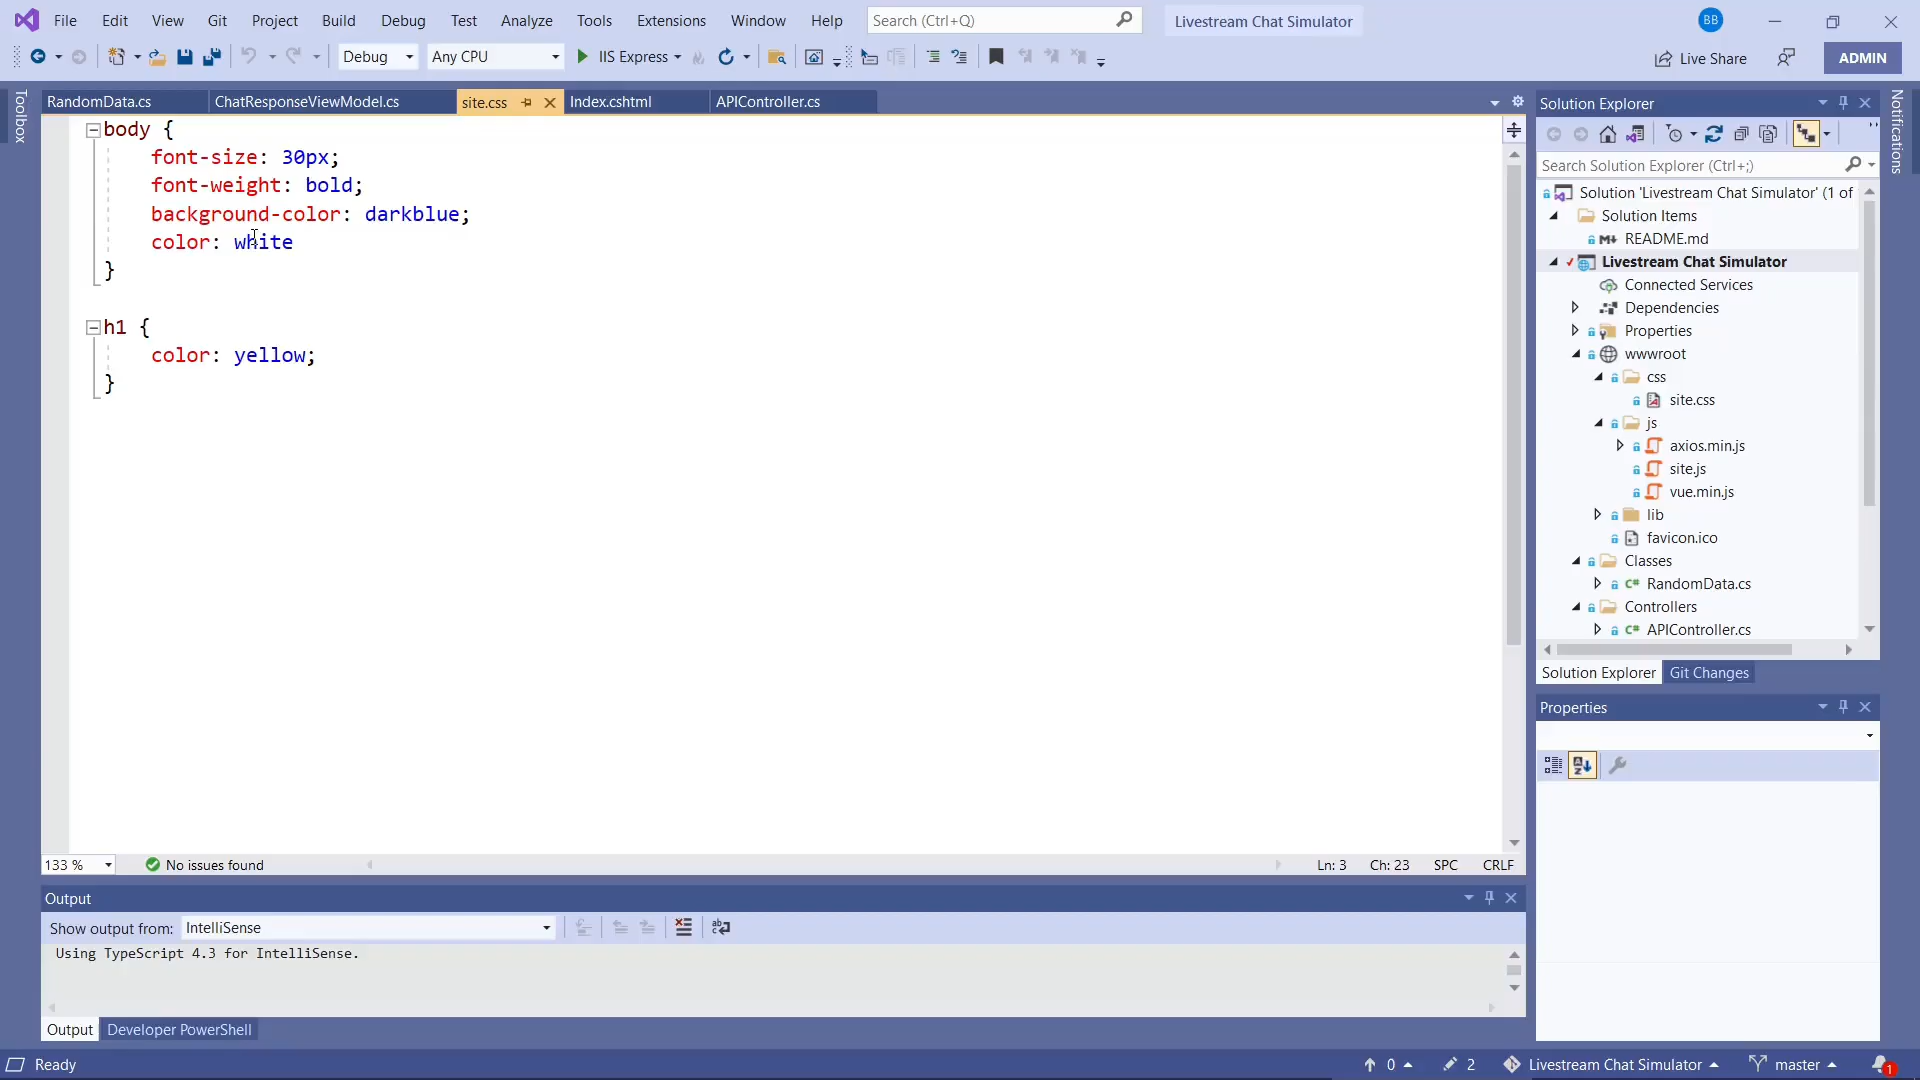 File Edit View Git Project Build Debug Test Analyze Tools Extensions Window Help Search (Ctrl+Q) Livestream Chat Simulator BB
Debug Any CPU IIS Express Live Share ADMIN
Toolbox
RandomData.cs ChatResponseViewModel.cs site.css Index.cshtml APIController.cs
body {
font-size: 30px;
font-weight: bold;
background-color: darkblue;
color: white
}
h1 {
color: yellow;
}
133 % No issues found Ln: 3 Ch: 23 SPC CRLF
Output
Show output from: IntelliSense
Using TypeScript 4.3 for IntelliSense.
Output Developer PowerShell
Solution Explorer
Search Solution Explorer (Ctrl+;)
Solution 'Livestream Chat Simulator' (1 of
Solution Items
README.md
Livestream Chat Simulator
Connected Services
Dependencies
Properties
wwwroot
css
site.css
js
axios.min.js
site.js
vue.min.js
lib
favicon.ico
Classes
C# RandomData.cs
Controllers
C# APIController.cs
Solution Explorer Git Changes
Properties
Notifications
Ready 0 2 Livestream Chat Simulator master 1